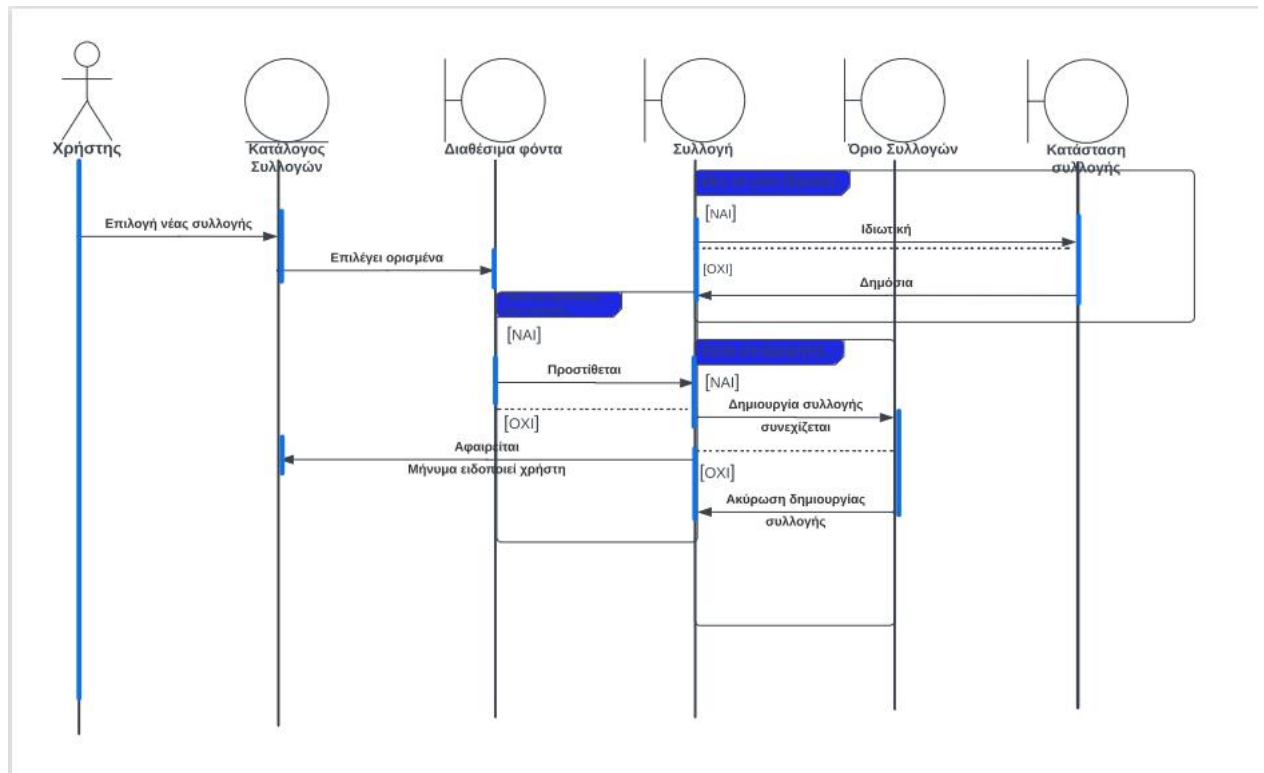 Χρήστης
Κατάλογος
Συλλογών
Διαθέσιμα φόντα
Συλλογή
Όριο Συλλογών
Κατάσταση
συλλογής
[ΝΑΙ]
Επιλογή νέας συλλογής
Ιδιωτική
Επιλέγει ορισμένα
[ΟΧΙ]
Δημόσια
[ΝΑΙ]
Προστίθεται
[ΝΑΙ]
Δημιουργία συλλογής
συνεχίζεται
[ΟΧΙ]
Αφαιρείται
Μήνυμα ειδοποιεί χρήστη
[ΟΧΙ]
Ακύρωση δημιουργίας
συλλογής